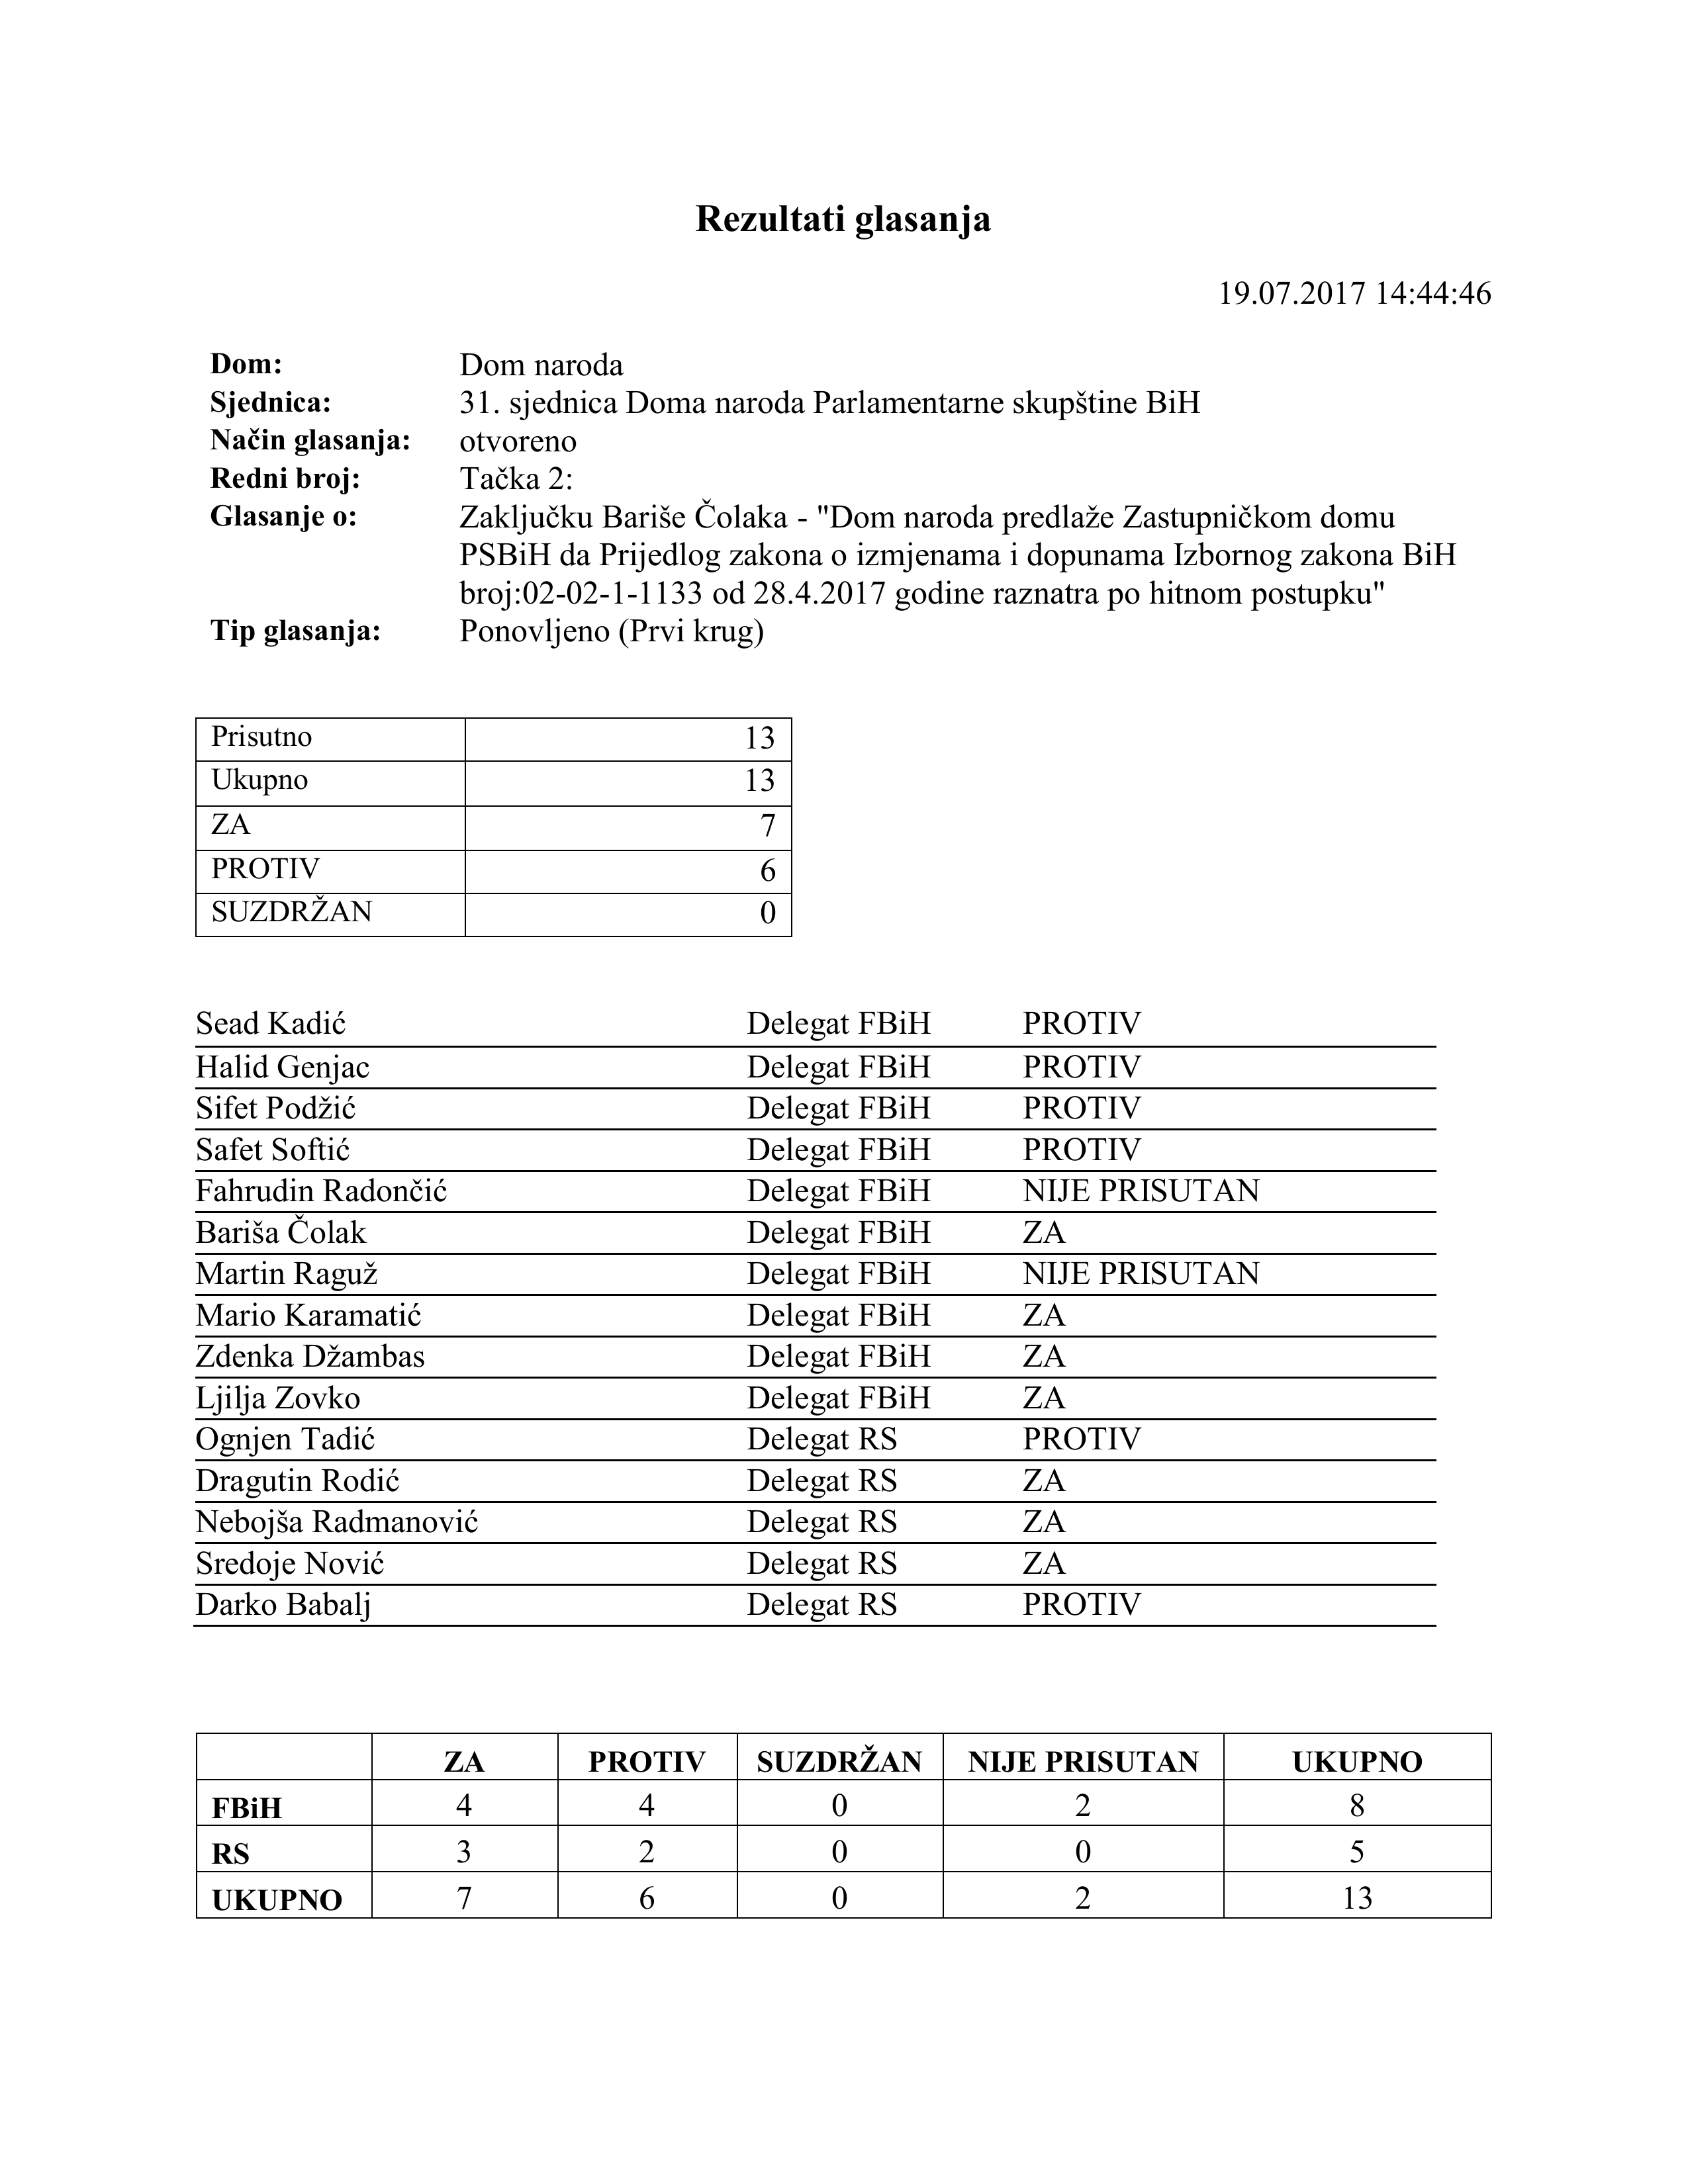 Rezultati glasanja
19.07.2017 14:44:46
Dom: Dom naroda
Sjednica: 31. sjednica Doma naroda Parlamentarne skupštine BiH
Način glasanja: otvoreno
Redni broj: Tačka 2:
Glasanje o: Zaključku Bariše Čolaka - "Dom naroda predlaže Zastupničkom domu
PSBiH da Prijedlog zakona o izmjenama i dopunama Izbornog zakona BiH
broj:02-02-1-1133 od 28.4.2017 godine raznatra po hitnom postupku"
Tip glasanja: Ponovljeno (Prvi krug)
Prisutno 13
Ukupno 13
ZA 7
PROTIV 6
SUZDRŽAN 0
Sead Kadić Delegat FBiH PROTIV
Halid Genjac Delegat FBiH PROTIV
Sifet Podžić Delegat FBiH PROTIV
Safet Softić Delegat FBiH PROTIV
Fahrudin Radončić Delegat FBiH NIJE PRISUTAN
Bariša Čolak Delegat FBiH ZA
Martin Raguž Delegat FBiH NIJE PRISUTAN
Mario Karamatić Delegat FBiH ZA
Zdenka Džambas Delegat FBiH ZA
Ljilja Zovko Delegat FBiH ZA
Ognjen Tadić Delegat RS PROTIV
Dragutin Rodić Delegat RS ZA
Nebojša Radmanović Delegat RS ZA
Sredoje Nović Delegat RS ZA
Darko Babalj Delegat RS PROTIV
ZA PROTIV SUZDRŽAN NIJE PRISUTAN UKUPNO
FBiH 4 4 0 2 8
RS 3 2 0 0 5
UKUPNO 7 6 0 2 13